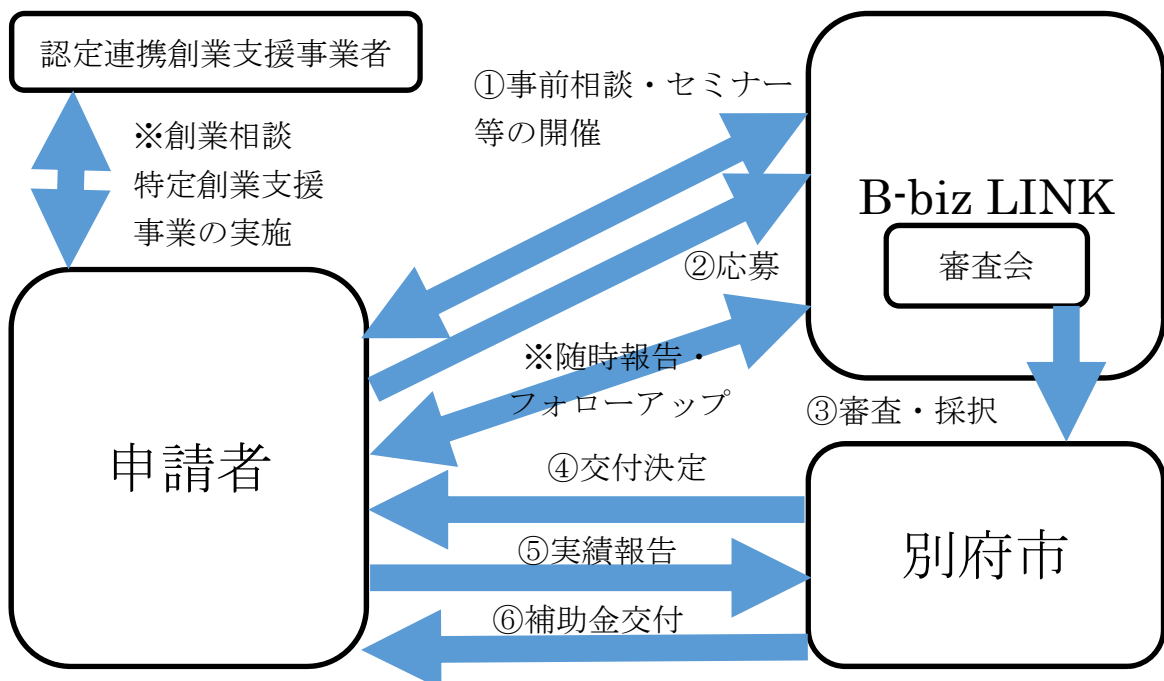 認定連携創業支援事業者
※創業相談
特定創業支援
事業の実施
①事前相談・セミナー
等の開催
B-biz LINK
審査会
②応募
※随時報告・
フォローアップ
③審査・採択
申請者
④交付決定
⑤実績報告
⑥補助金交付
別府市